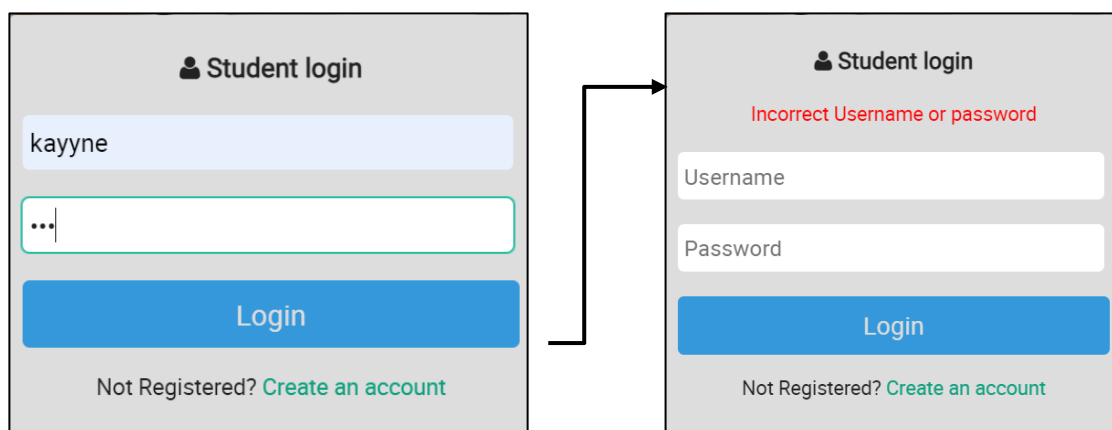 Student login
kayyne
•••
Login
Not Registered? Create an account
Student login
Incorrect Username or password
Username
Password
Login
Not Registered? Create an account